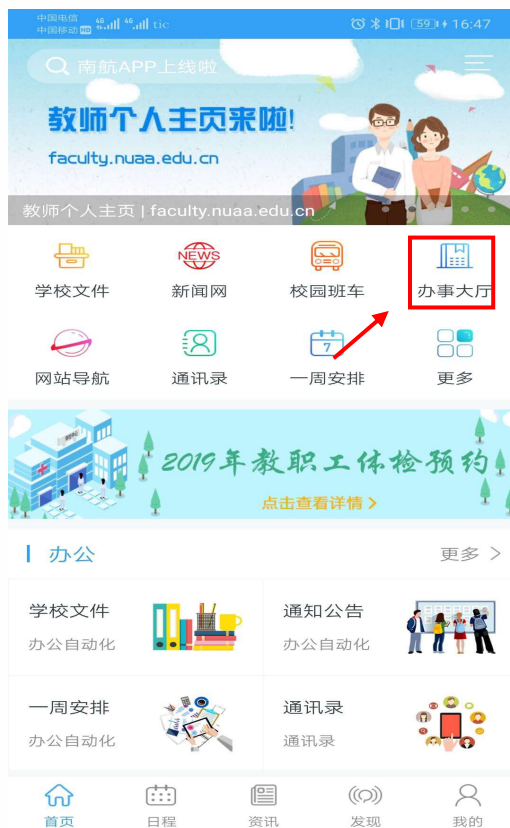 中国电信
中国移动 HD 4G 4G tic 59 16:47
南航APP上线啦
教师个人主页来啦!
faculty.nuaa.edu.cn
教师个人主页 | faculty.nuaa.edu.cn
NEWS
学校文件 新闻网 校园班车 办事大厅
7
网站导航 通讯录 一周安排 更多
2019年教职工体检预约
点击查看详情 >
办公 更多 >
学校文件 通知公告
办公自动化 办公自动化
一周安排 通讯录
办公自动化 通讯录
首页 日程 资讯 发现 我的